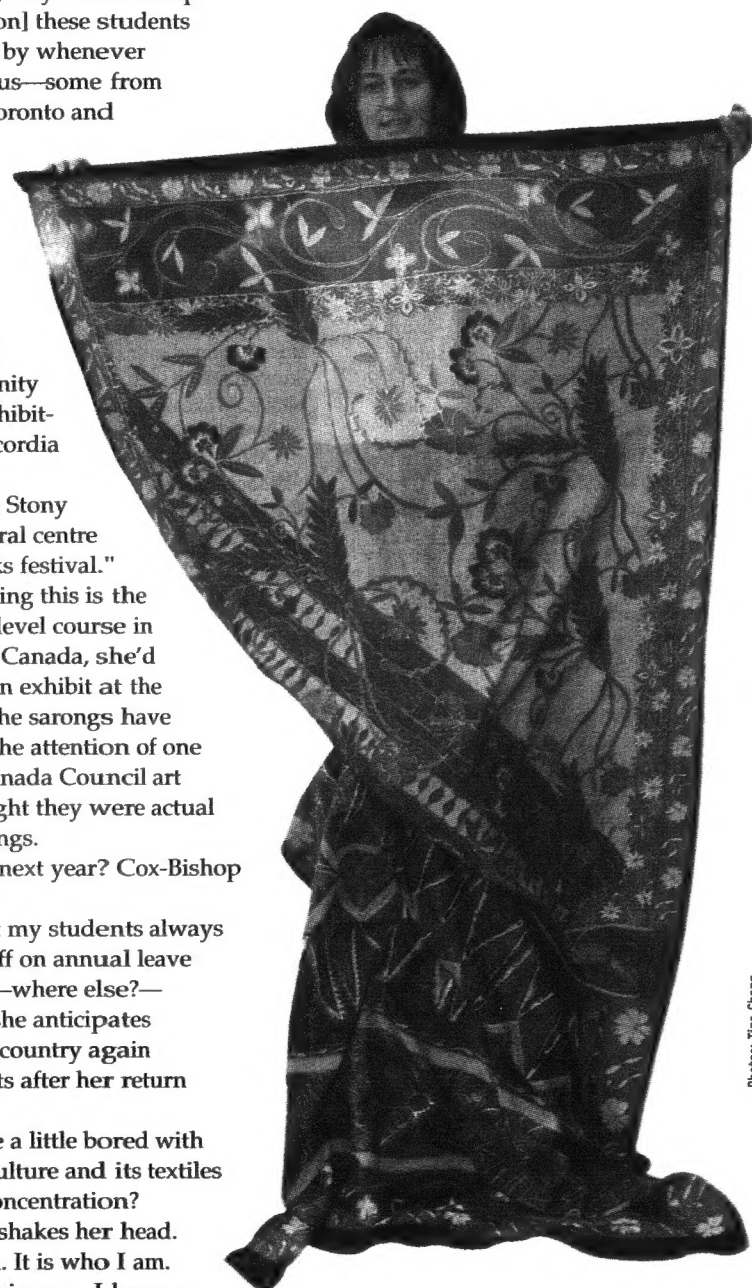 on] these students
by whenever
us—some from
oronto and
nity
hibit-
cordia
Stony
ral centre
ks festival."
ing this is the
level course in
Canada, she'd
n exhibit at the
he sarongs have
he attention of one
nada Council art
ght they were actual
ngs.
next year? Cox-Bishop
my students always
ff on annual leave
—where else?—
he anticipates
country again
ts after her return
e a little bored with
ulture and its textiles
oncentration?
shakes her head.
. It is who I am.